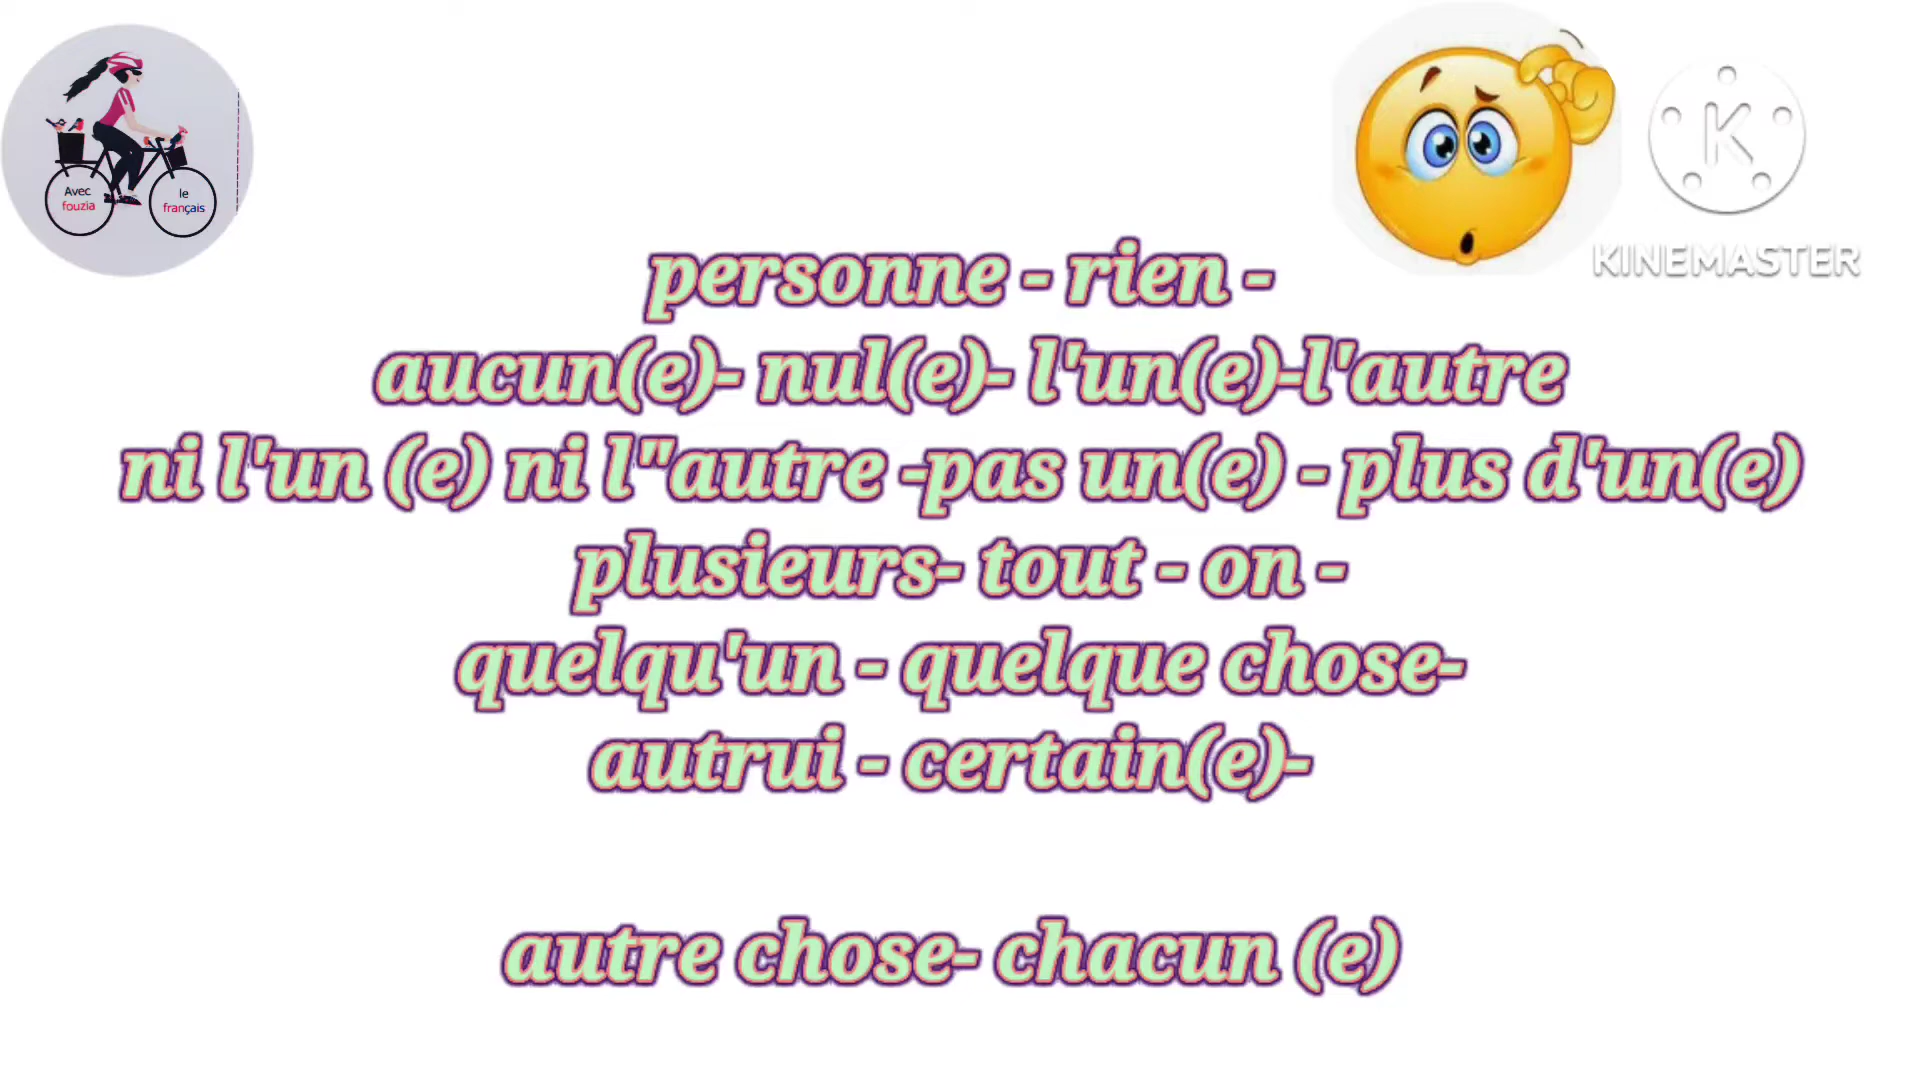 Avec
fouzia
le
français
KINEMASTER
personne - rien -
aucun(e)- nul(e)- l'un(e)-l'autre
ni l'un (e) ni l"autre -pas un(e) - plus d'un(e)
plusieurs- tout - on -
quelqu'un - quelque chose-
autrui - certain(e)-
autre chose- chacun (e)